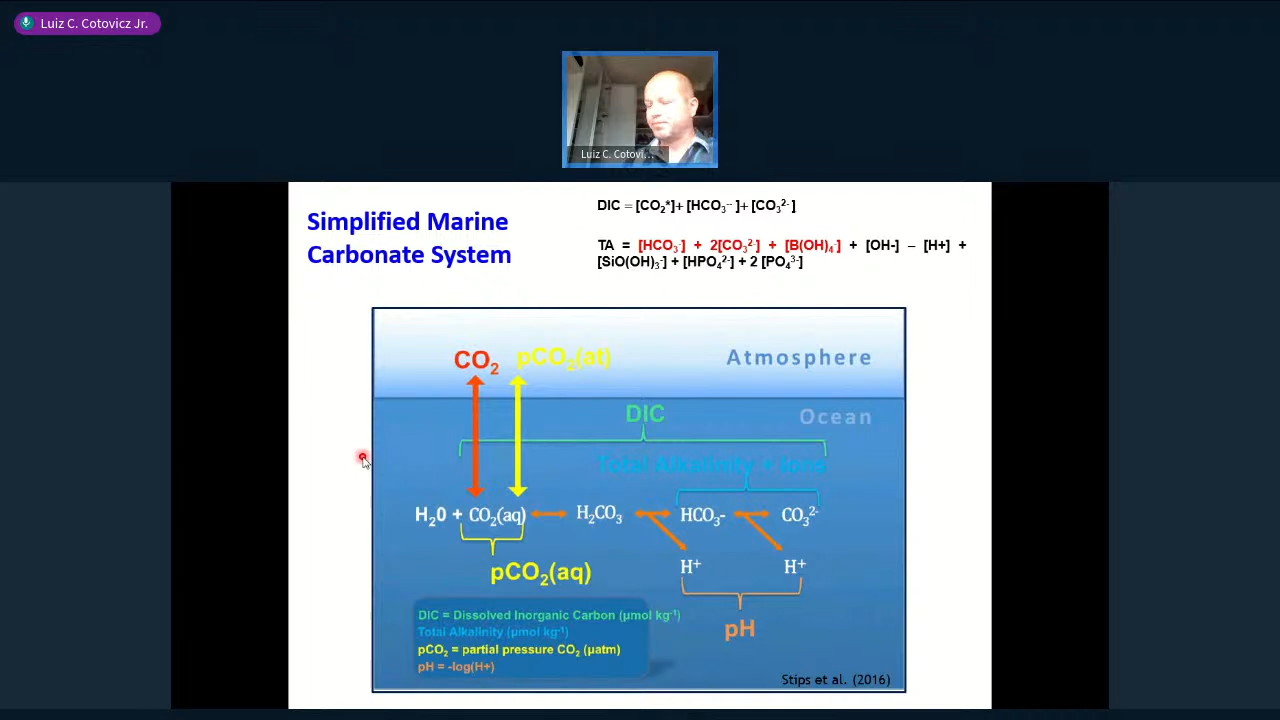 Luiz C. Cotovicz Jr.
Luiz C. Cotovi...
Simplified Marine
Carbonate System
DIC = [CO₂*]+ [HCO₃⁻⁻ ]+ [CO₃²⁻]
TA = [HCO₃⁻] + 2[CO₃²⁻] + [B(OH)₄⁻] + [OH-] – [H+] +
[SiO(OH)₃⁻] + [HPO₄²⁻] + 2 [PO₄³⁻]
CO₂ pCO₂(at)
Atmosphere
DIC
Ocean
Total Alkalinity + Ions
H₂0 + CO₂(aq) H₂CO₃ HCO₃- CO₃²⁻
H⁺ H⁺
pCO₂(aq)
pH
DIC = Dissolved Inorganic Carbon (µmol kg⁻¹)
Total Alkalinity (µmol kg⁻¹)
pCO₂ = partial pressure CO₂ (µatm)
pH = -log(H+)
Stips et al. (2016)